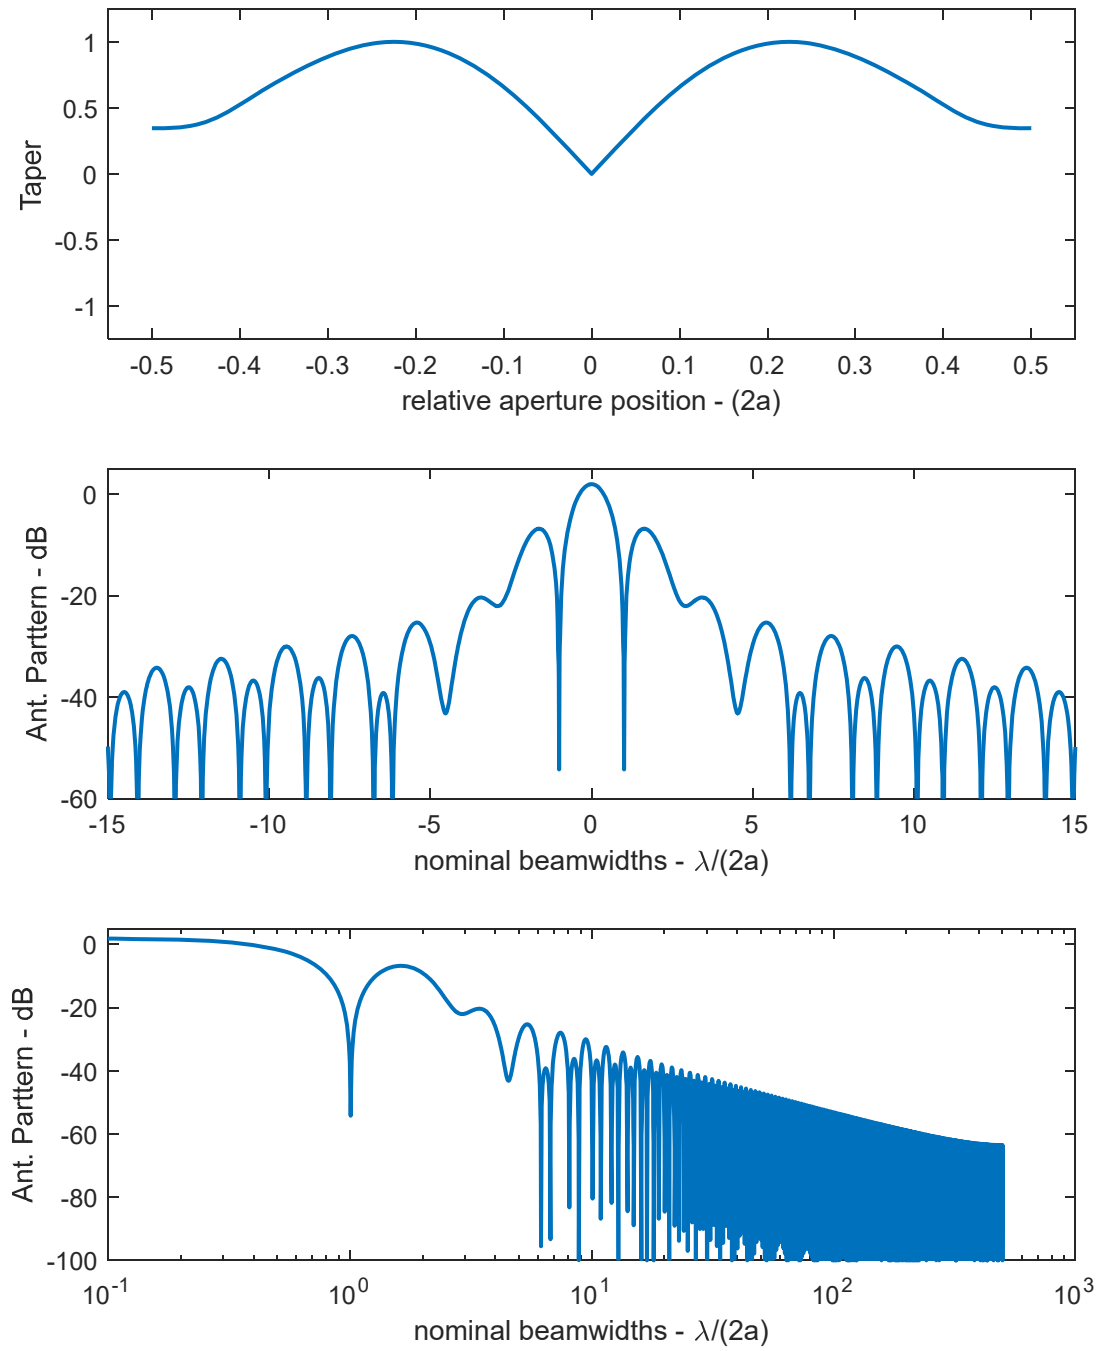 1
0.5
0
-0.5
-1
Taper
-0.5 -0.4 -0.3 -0.2 -0.1 0 0.1 0.2 0.3 0.4 0.5
relative aperture position - (2a)
0
-20
-40
-60
Ant. Parttern - dB
-15 -10 -5 0 5 10 15
nominal beamwidths - λ/(2a)
0
-20
-40
-60
-80
-100
Ant. Parttern - dB
10^-1 10^0 10^1 10^2 10^3
nominal beamwidths - λ/(2a)